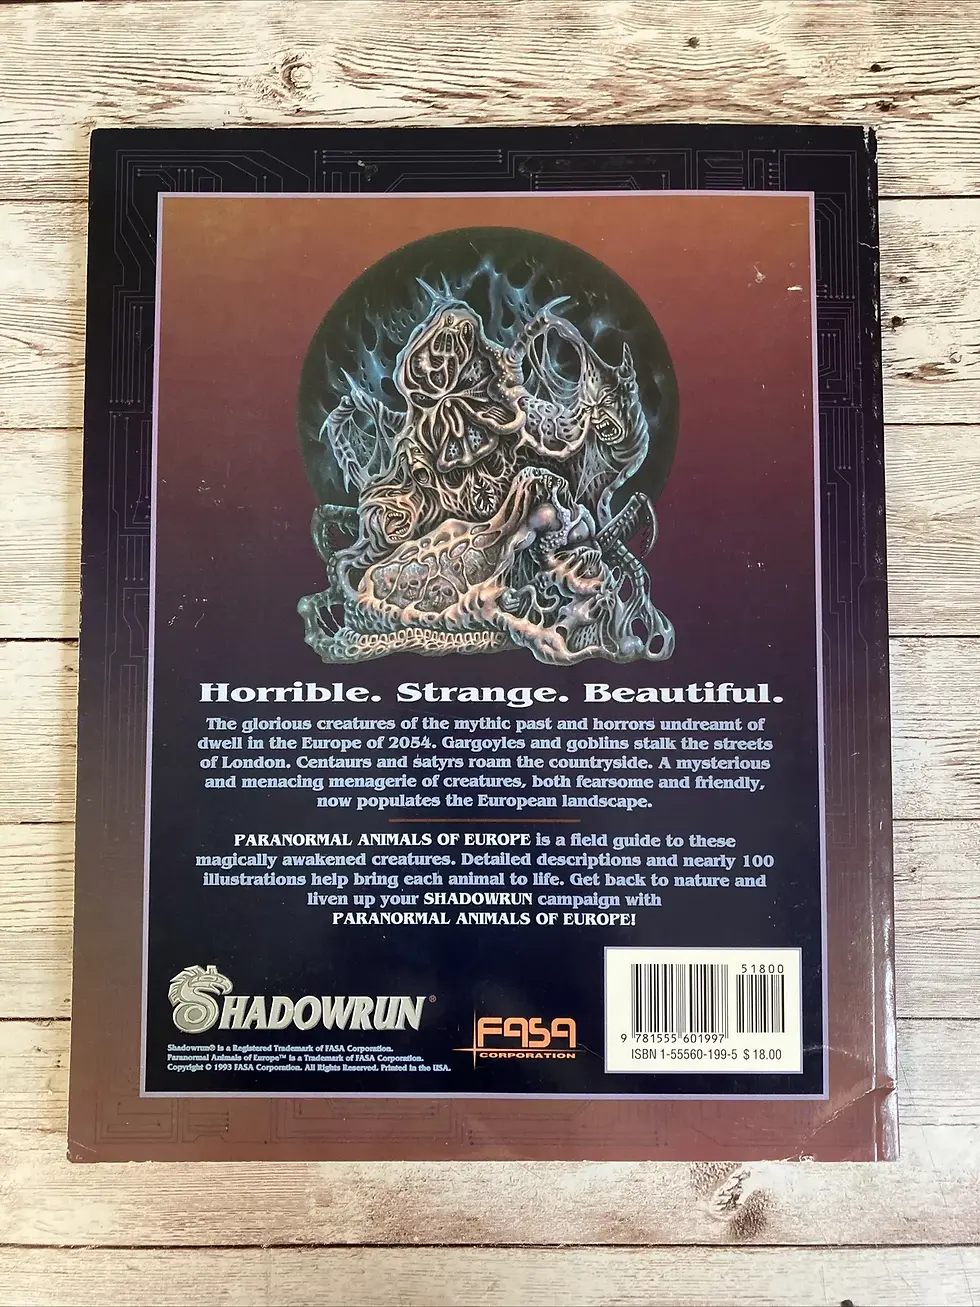 Horrible. Strange. Beautiful.
The glorious creatures of the mythic past and horrors undreamt of
dwell in the Europe of 2054. Gargoyles and goblins stalk the streets
of London. Centaurs and satyrs roam the countryside. A mysterious
and menacing menagerie of creatures, both fearsome and friendly,
now populates the European landscape.
PARANORMAL ANIMALS OF EUROPE is a field guide to these
magically awakened creatures. Detailed descriptions and nearly 100
illustrations help bring each animal to life. Get back to nature and
liven up your SHADOWRUN campaign with
PARANORMAL ANIMALS OF EUROPE!
SHADOWRUN®
Shadowrun® is a Registered Trademark of FASA Corporation.
Paranormal Animals of Europe™ is a Trademark of FASA Corporation.
Copyright © 1993 FASA Corporation. All Rights Reserved. Printed in the USA.
FASA
CORPORATION
51800
9 781555 601997
ISBN 1-55560-199-5 $18.00